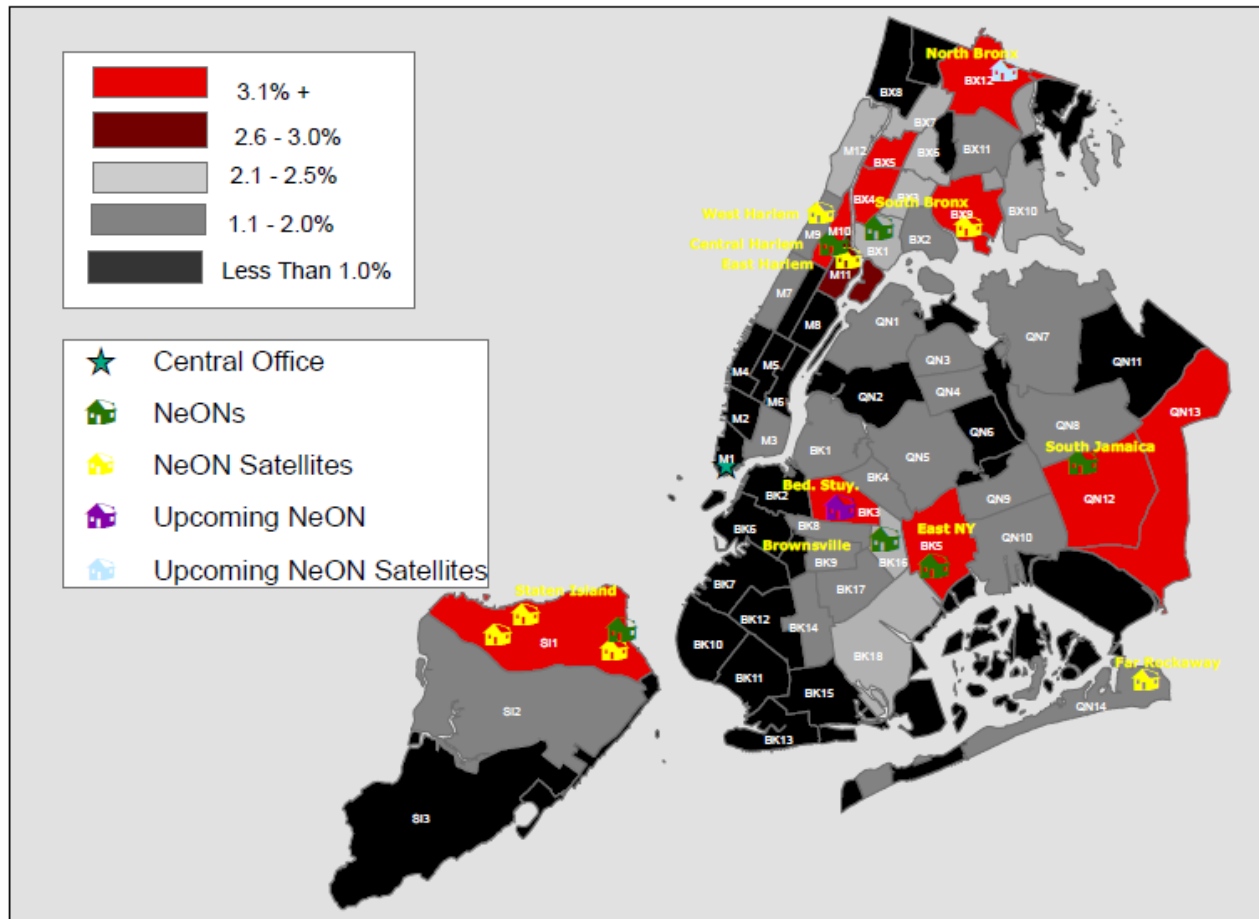 3.1% +
2.6 - 3.0%
2.1 - 2.5%
1.1 - 2.0%
Less Than 1.0%
Central Office
NeONs
NeON Satellites
Upcoming NeON
Upcoming NeON Satellites
North Bronx
BX12
BX8
BX7
M12
BX6
BX11
BX5
BX4
BX3
South Bronx
BX9
BX10
West Harlem
M9
M10
Central Harlem
BX1
BX2
East Harlem
M11
M7
M8
QN1
QN7
QN3
QN11
M5
M4
QN4
QN2
M6
QN13
M2
QN6
QN8
M3
BK1
South Jamaica
M1
QN5
BK4
Bed. Stuy.
BK2
BK3
QN9
QN12
BK6
BK8
East NY
Brownsville
BK5
QN10
BK9
BK16
BK7
BK17
Staten Island
BK12
BK14
SI1
BK10
BK18
Far Rockaway
BK11
BK15
QN14
SI2
BK13
SI3